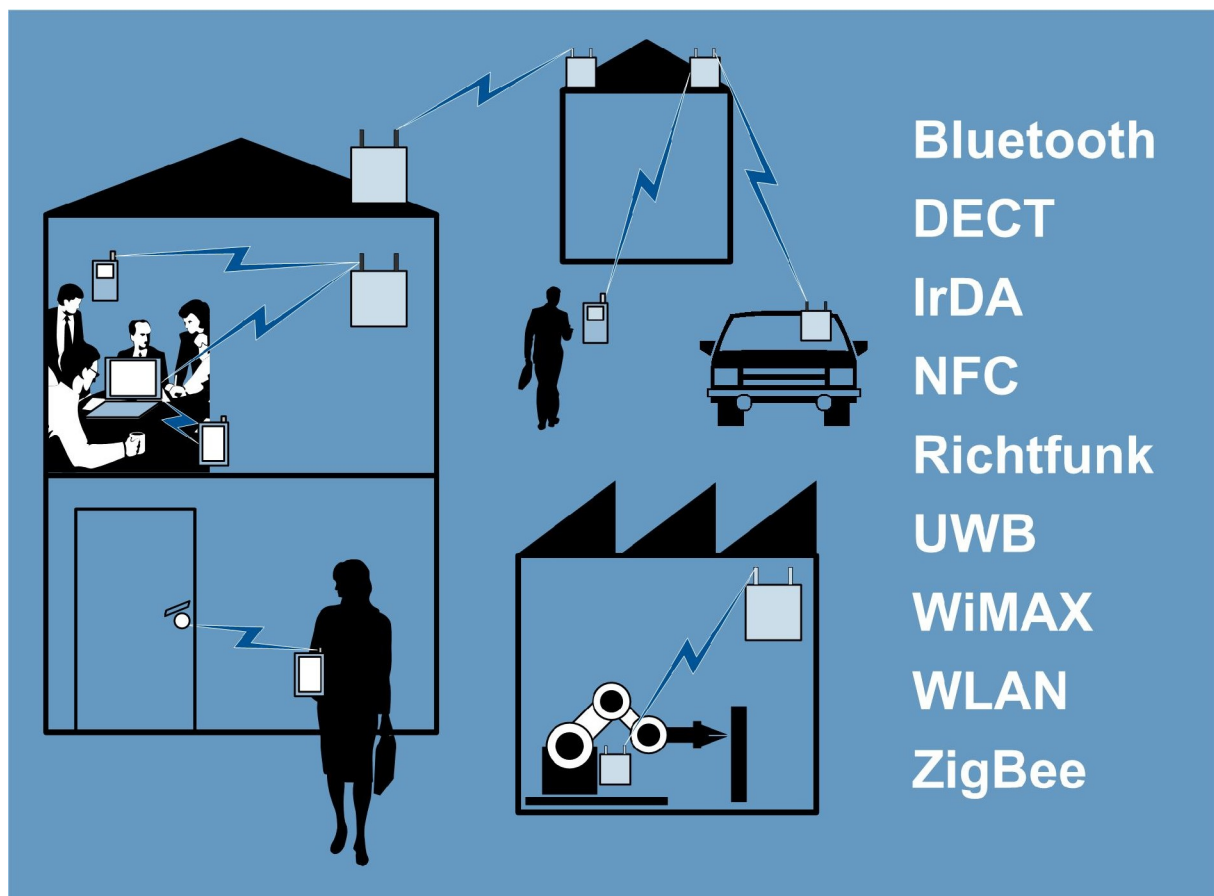 Bluetooth
DECT
IrDA
NFC
Richtfunk
UWB
WiMAX
WLAN
ZigBee